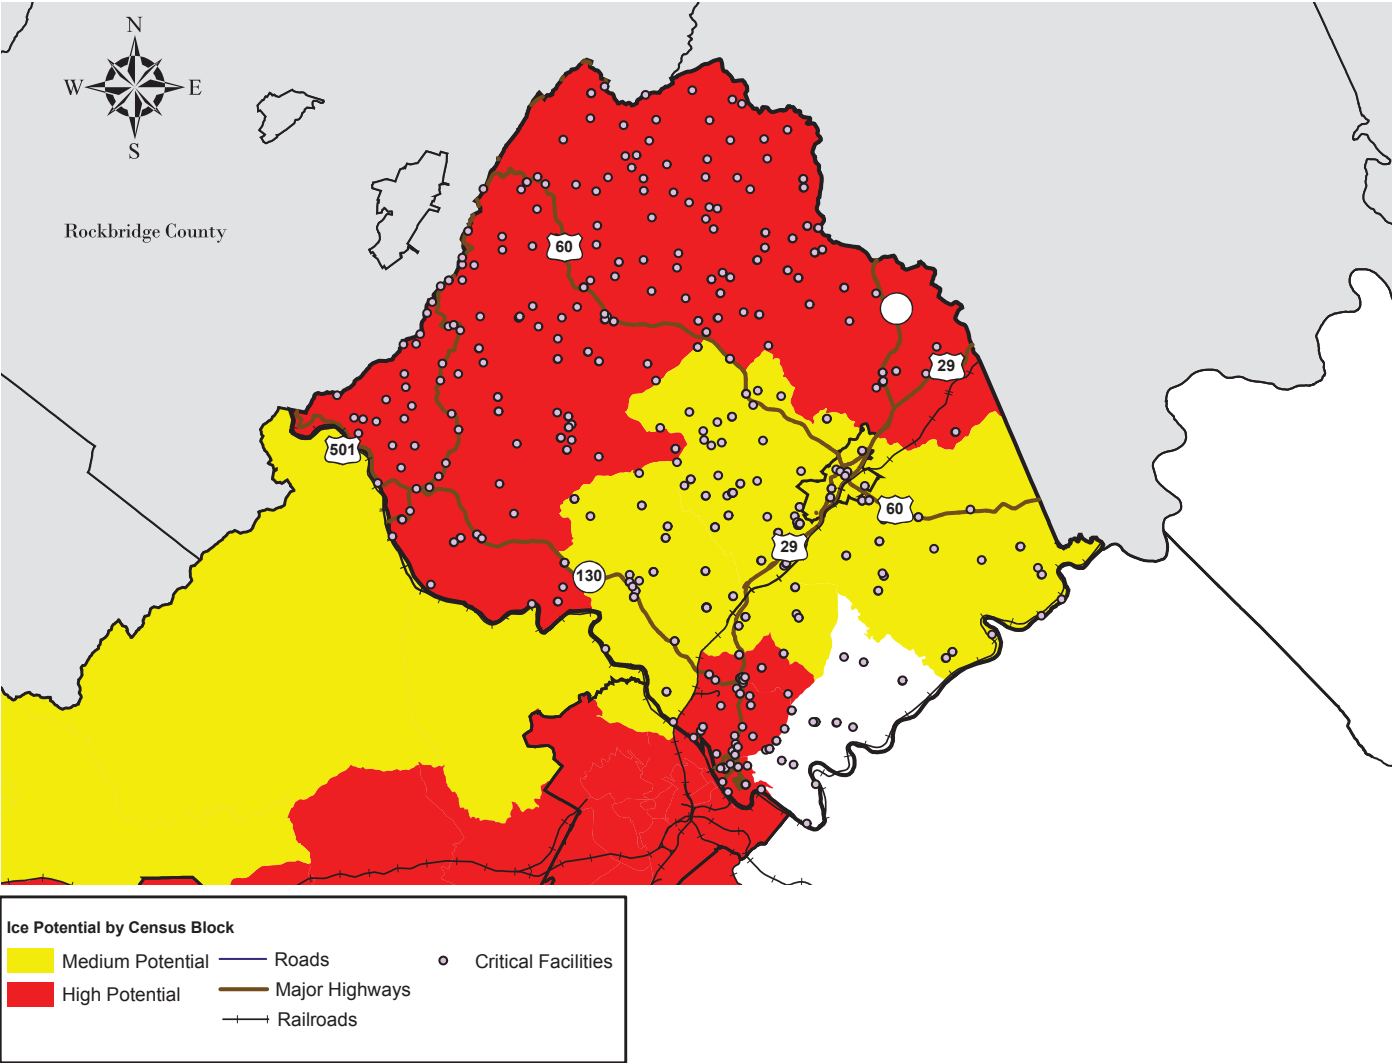 N
W E
S
Rockbridge County
60
29
501
60
29
130
Ice Potential by Census Block
Medium Potential
Roads
Critical Facilities
High Potential
Major Highways
Railroads